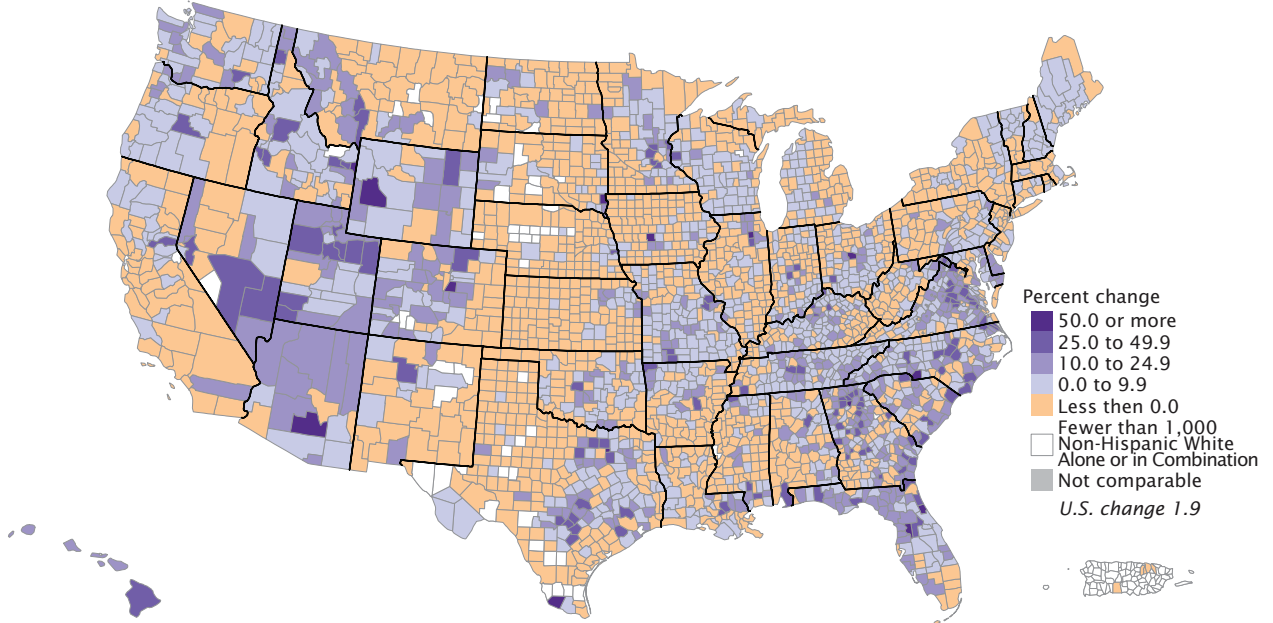 Percent change
50.0 or more
25.0 to 49.9
10.0 to 24.9
0.0 to 9.9
Less then 0.0
Fewer than 1,000
Non-Hispanic White
Alone or in Combination
Not comparable
U.S. change 1.9